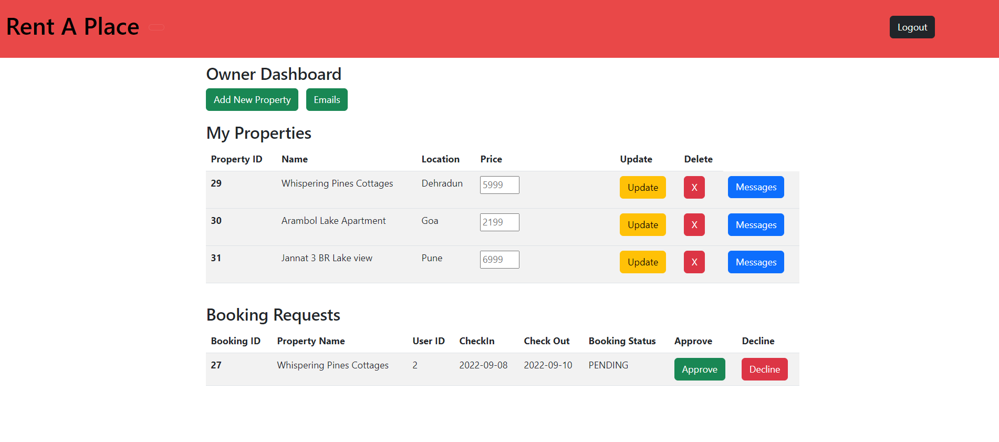 Rent A Place
Logout
Owner Dashboard
Add New Property Emails
My Properties
Property ID Name Location Price Update Delete
29 Whispering Pines Cottages Dehradun 5999 Update X Messages
30 Arambol Lake Apartment Goa 2199 Update X Messages
31 Jannat 3 BR Lake view Pune 6999 Update X Messages
Booking Requests
Booking ID Property Name User ID CheckIn Check Out Booking Status Approve Decline
27 Whispering Pines Cottages 2 2022-09-08 2022-09-10 PENDING Approve Decline